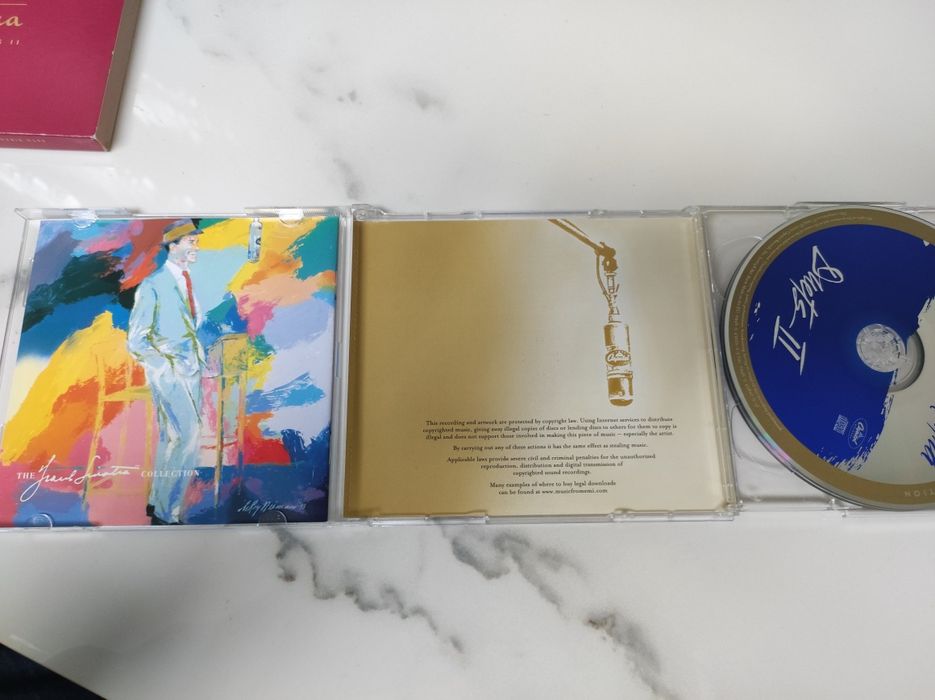 II
THE Frank Sinatra COLLECTION
LeRoy Neiman
Capitol
This recording and artwork are protected by copyright law. Using Internet services to distribute
copyrighted music, giving away illegal copies of discs or lending discs to others for them to copy is
illegal and does not support those involved in making this piece of music – especially the artist.
By carrying out any of these actions it has the same effect as stealing music.
Applicable laws provide severe civil and criminal penalties for the unauthorized
reproduction, distribution and digital transmission of
copyrighted sound recordings.
Many examples of where to buy legal downloads
can be found at www.musicfromemi.com
Duets II